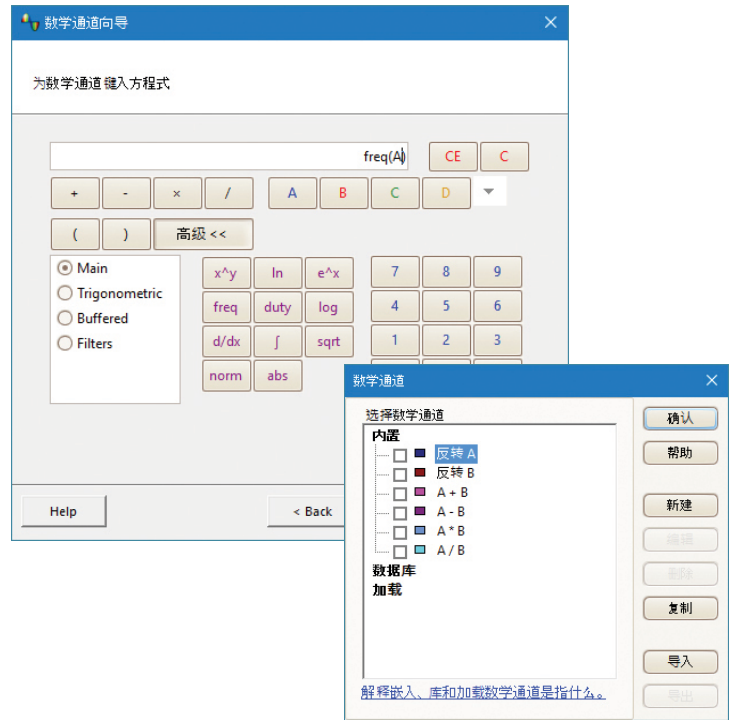 数学通道向导
为数学通道键入方程式
freq(A)
CE C
+ - × / A B C D
( ) 高级 <<
Main
Trigonometric
Buffered
Filters
x^y ln e^x 7 8 9
freq duty log 4 5 6
d/dx ∫ sqrt 1 2 3
norm abs
Help < Back
数学通道
选择数学通道
内置
反转 A
反转 B
A + B
A - B
A * B
A / B
数据库
加载
解释嵌入、库和加载数学通道是指什么。
确认
帮助
新建
编辑
删除
复制
导入
导出